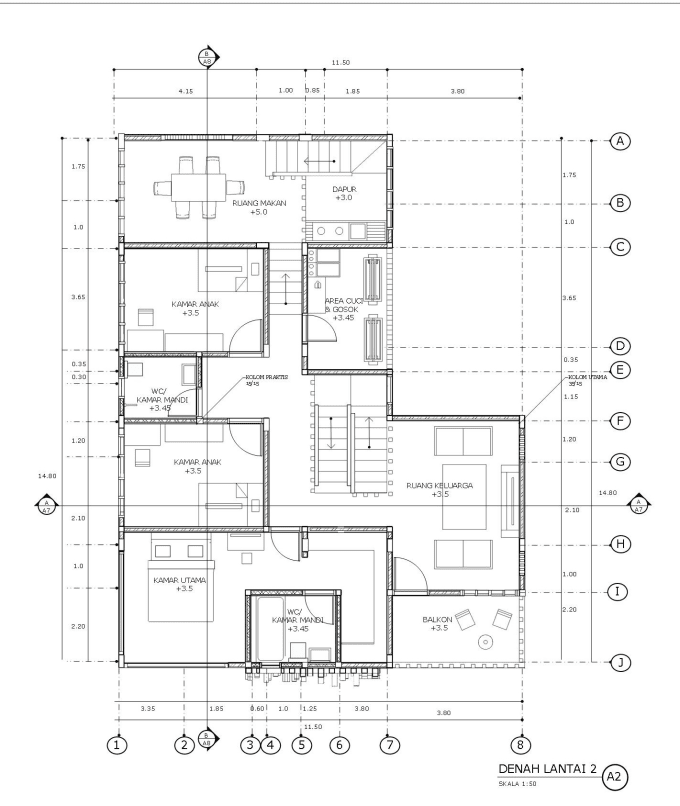 B
A8
11.50
4.15 1.00 0.85 1.85 3.80
A
1.75 1.75
B
DAPUR
+3.0
RUANG MAKAN
+5.0
1.0 1.0
C
3.65 3.65
KAMAR ANAK
+3.5
AREA CUCI
& GOSOK
+3.45
D
0.35 0.35
E
0.30
KOLOM PRAKTIS
15/15
KOLOM UTAMA
35/35
WC/
KAMAR MANDI
+3.45
1.15
F
1.20 1.20
KAMAR ANAK
+3.5
G
RUANG KELUARGA
+3.5
14.80 14.80
A
A7
A
A7
2.10 2.10
H
1.0 1.00
KAMAR UTAMA
+3.5
I
WC/
KAMAR MANDI
+3.45
BALKON
+3.5
2.20 2.20
J
3.35 1.85 0.60 1.0 1.25 3.80 3.80
11.50
1 2 B
A8 3 4 5 6 7 8
DENAH LANTAI 2
SKALA 1:50
A2